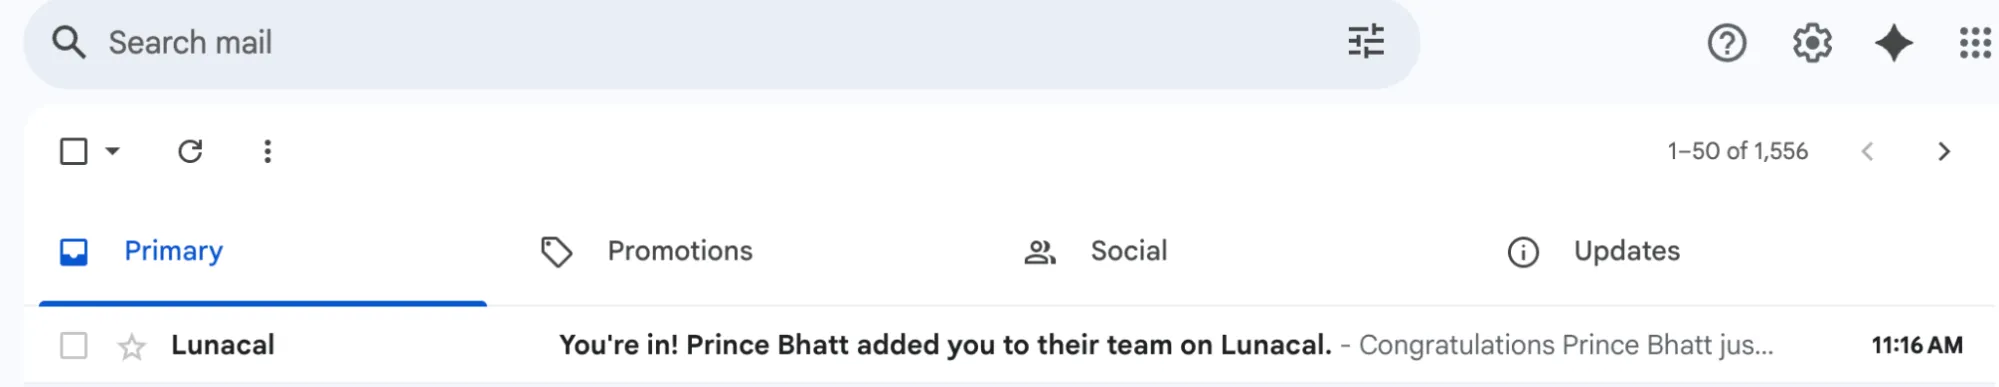 Search mail
1–50 of 1,556
Primary
Promotions
Social
Updates
Lunacal You're in! Prince Bhatt added you to their team on Lunacal. - Congratulations Prince Bhatt jus... 11:16 AM